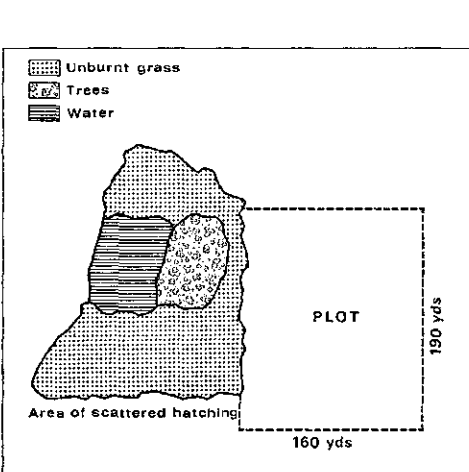 Unburnt grass
Trees
Water
PLOT
190 yds
Area of scattered hatching
160 yds